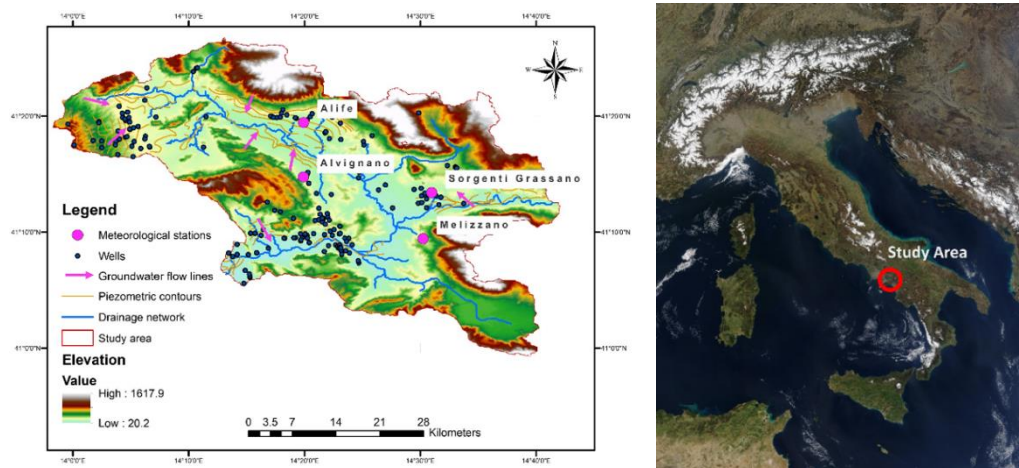 14°0'0"E 14°10'0"E 14°20'0"E 14°30'0"E 14°40'0"E
N
W E
S
41°20'0"N
41°10'0"N
41°0'0"N
Alife
Alvignano
Sorgenti Grassano
Melizzano
Legend
Meteorological stations
Wells
Groundwater flow lines
Piezometric contours
Drainage network
Study area
Elevation
Value
High : 1617.9
Low : 20.2
0 3.5 7 14 21 28
Kilometers
41°20'0"N
41°10'0"N
41°0'0"N
14°0'0"E 14°10'0"E 14°20'0"E 14°30'0"E 14°40'0"E
Study Area